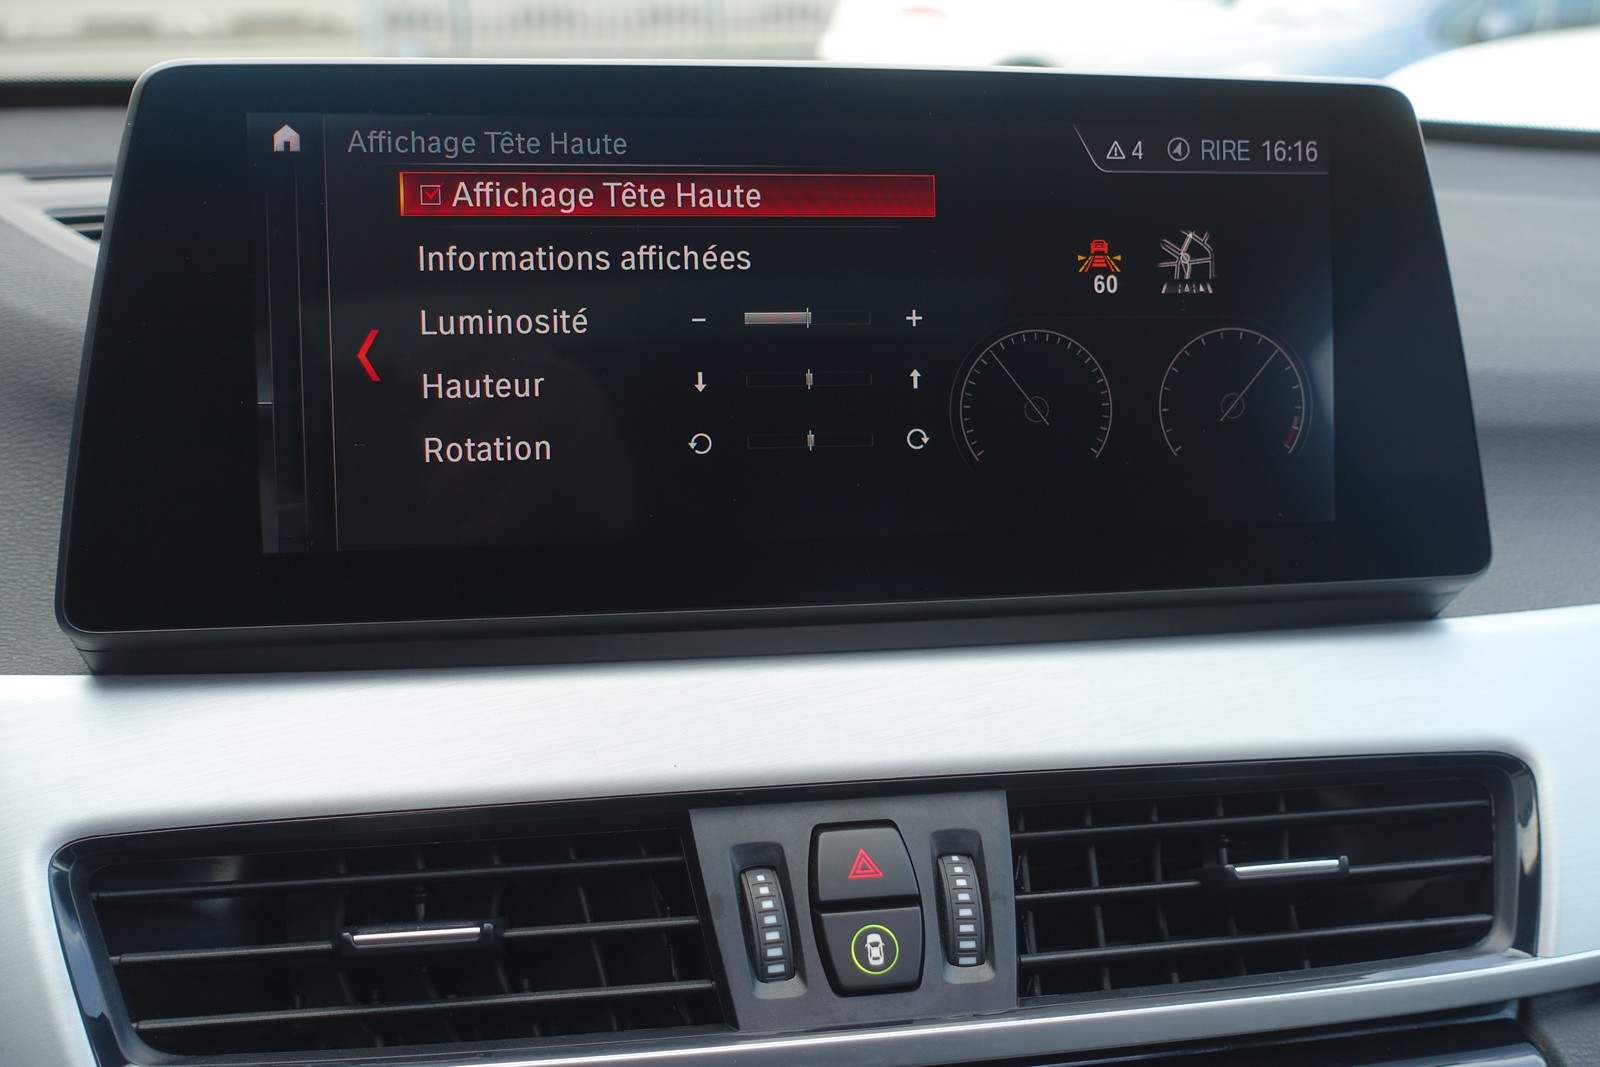 Affichage Tête Haute
4 RIRE 16:16
Affichage Tête Haute
Informations affichées
60
Luminosité
Hauteur
Rotation